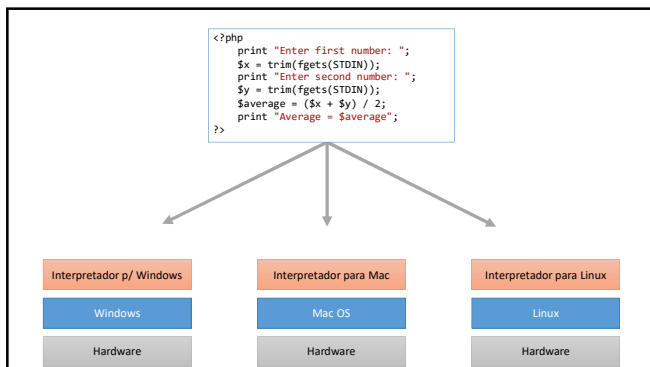 <?php
print "Enter first number: ";
$x = trim(fgets(STDIN));
print "Enter second number: ";
$y = trim(fgets(STDIN));
$average = ($x + $y) / 2;
print "Average = $average";
?>
Interpretador p/ Windows
Interpretador para Mac
Interpretador para Linux
Windows
Mac OS
Linux
Hardware
Hardware
Hardware